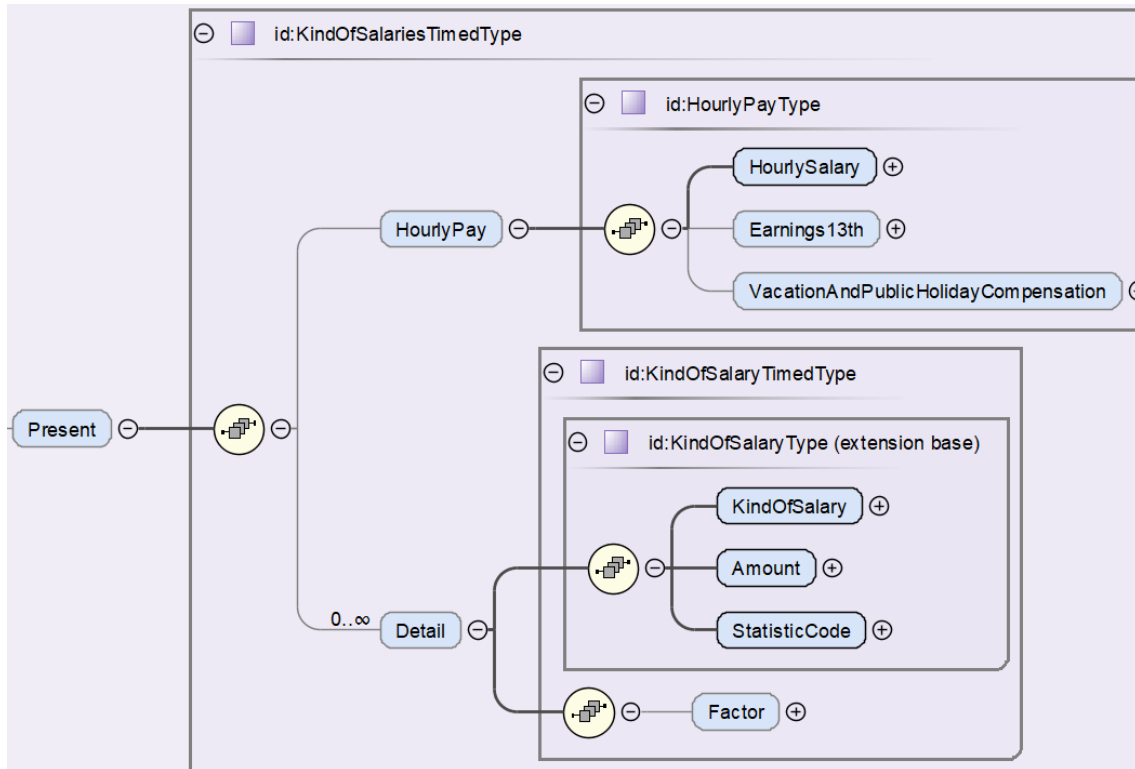 id:KindOfSalariesTimedType
id:HourlyPayType
HourlySalary
HourlyPay
Earnings13th
VacationAndPublicHolidayCompensation
id:KindOfSalaryTimedType
Present
id:KindOfSalaryType (extension base)
KindOfSalary
Amount
0..∞
Detail
StatisticCode
Factor